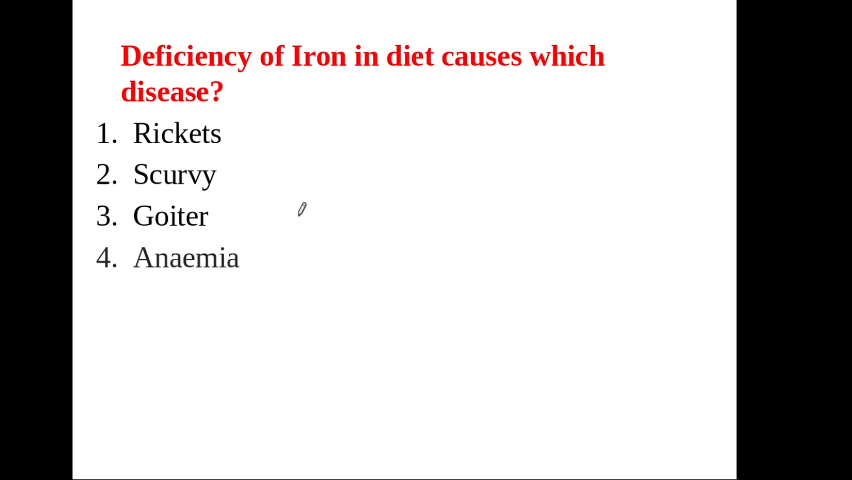 Deficiency of Iron in diet causes which
disease?
1. Rickets
2. Scurvy
3. Goiter
4. Anaemia